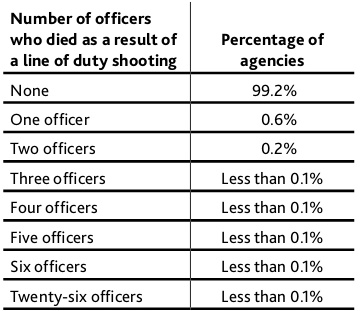 Number of officers
who died as a result of
a line of duty shooting
Percentage of
agencies
None 99.2%
One officer 0.6%
Two officers 0.2%
Three officers Less than 0.1%
Four officers Less than 0.1%
Five officers Less than 0.1%
Six officers Less than 0.1%
Twenty-six officers Less than 0.1%